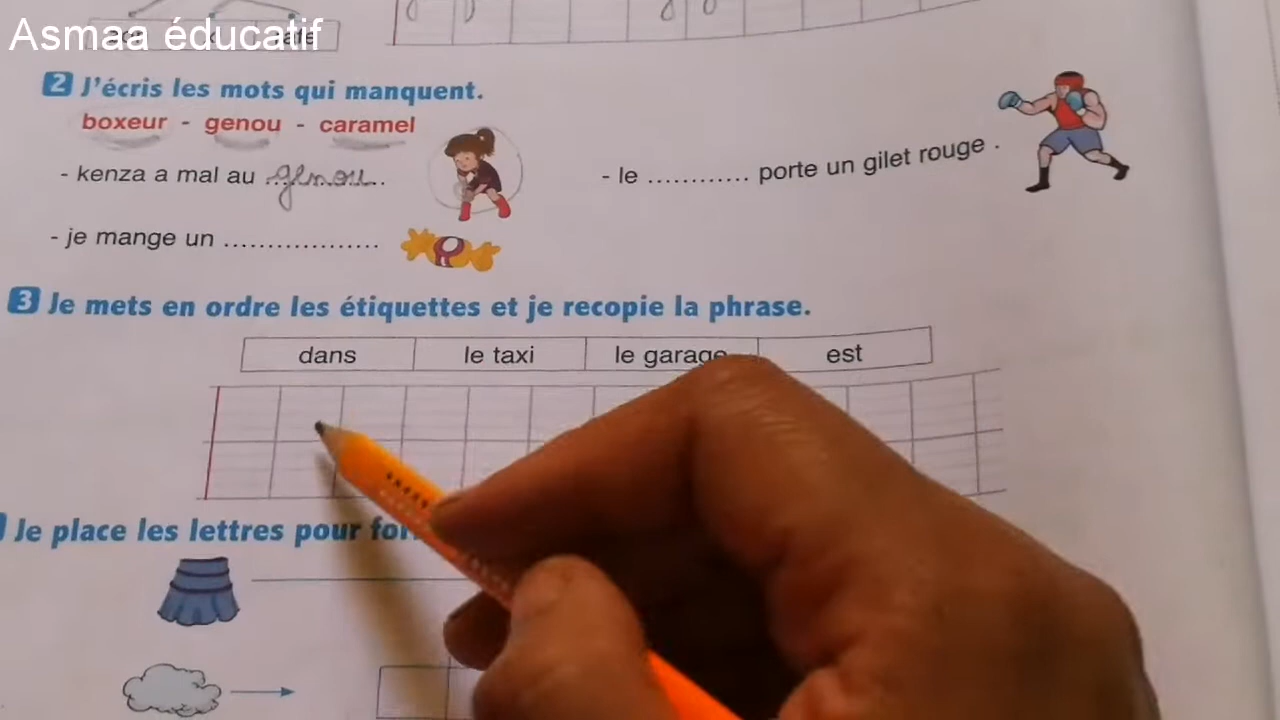 Asmaa éducatif
2 J'écris les mots qui manquent.
boxeur - genou - caramel
- kenza a mal au genou
- le ............ porte un gilet rouge .
- je mange un ..................
3 Je mets en ordre les étiquettes et je recopie la phrase.
dans le taxi le garage est
Je place les lettres pour